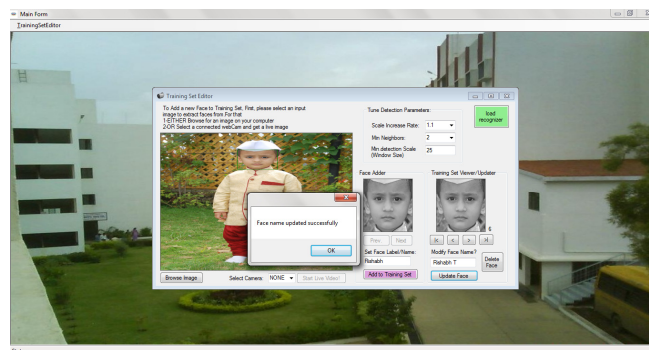 Main Form
TrainingSetEditor
Training Set Editor
To Add a new Face to Training Set, First, please select an input
image to extract faces from.For that
1-EITHER Browse for an image on your computer
2-OR Select a connected webCam and get a live image
Tune Detection Parameters:
Scale Increase Rate: 1.1
Min Neighbors: 2
Min.detection Scale 25
(Window Size)
load
recognizer
Face Adder
Training Set Viewer/Updater
6
Prev Next
|< < > >|
Set Face Label/Name:
Rishabh
Add to Training Set
Modify Face Name?
Rishabh T
Update Face
Delete
Face
Face name updated successfully
OK
Browse Image
Select Camera: NONE
Start Live Video!